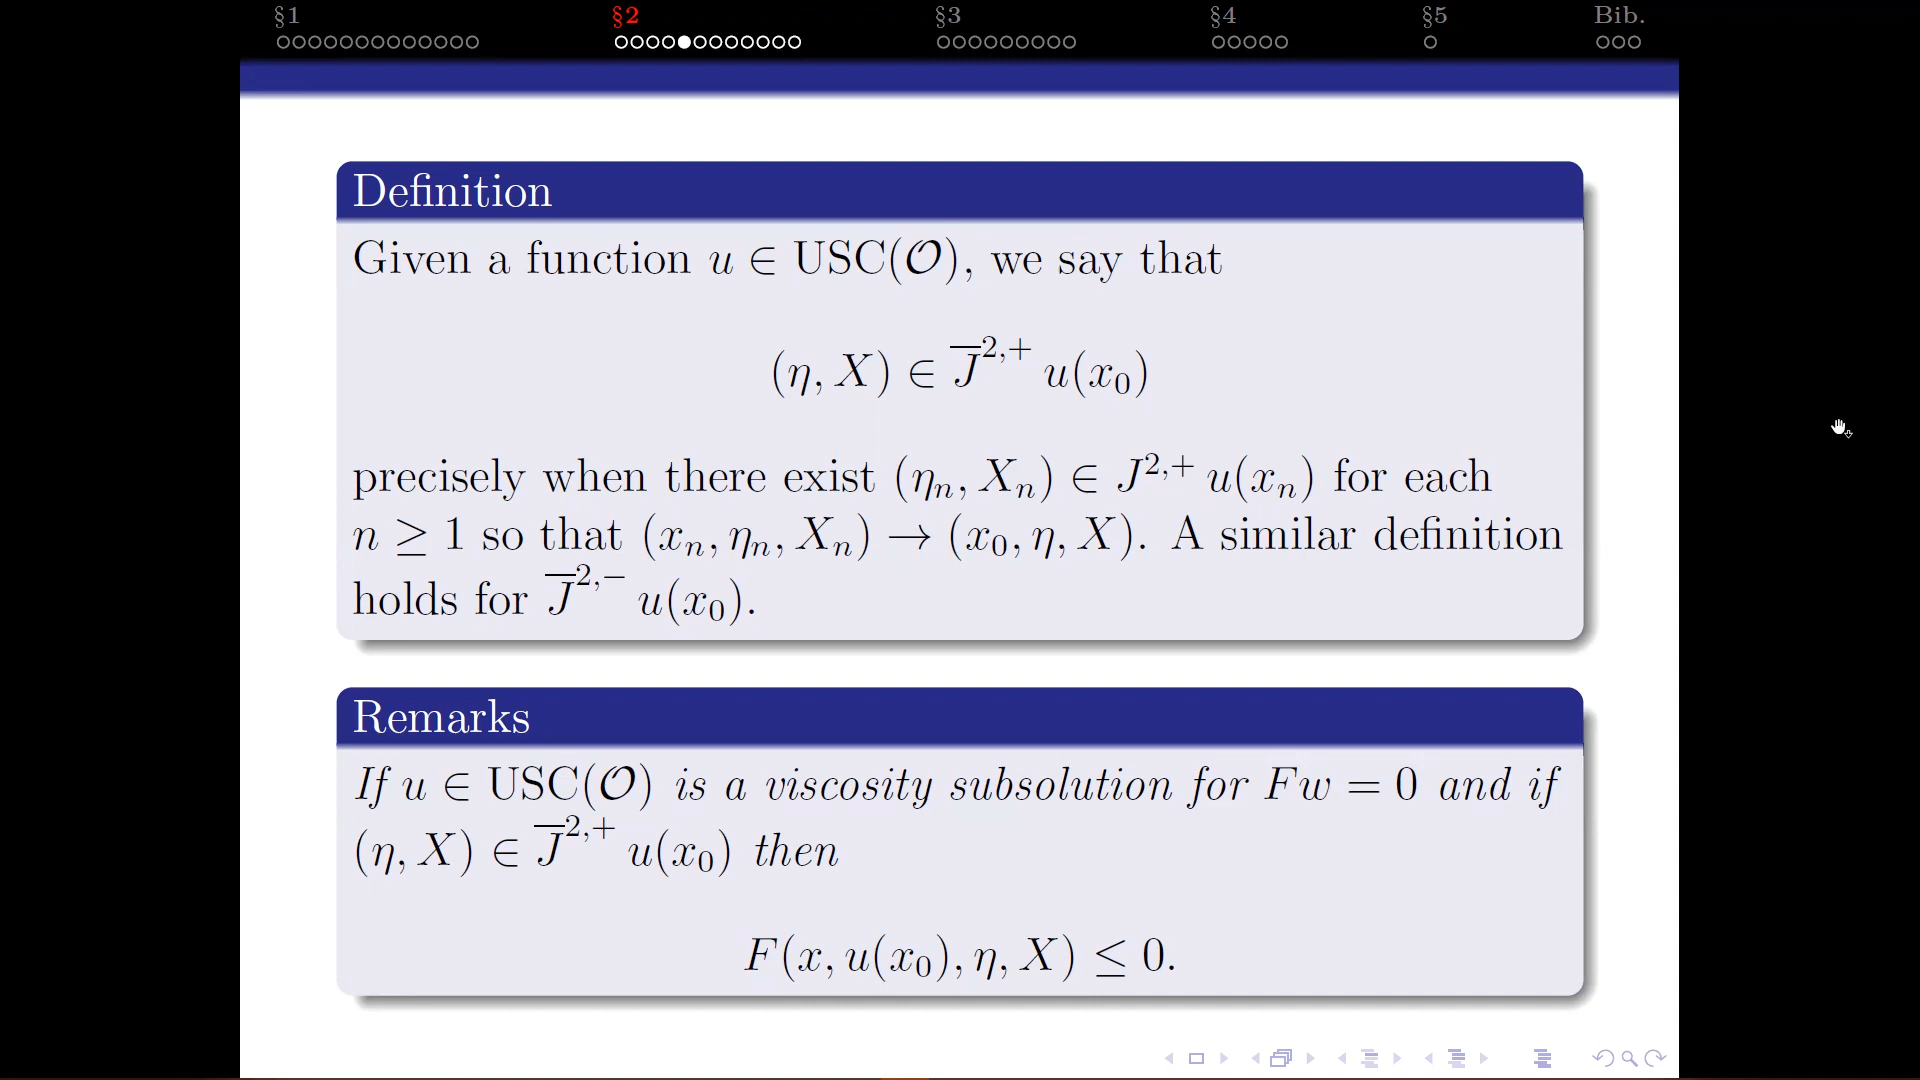 §1 §2 §3 §4 §5 Bib.
Definition
Given a function u ∈ USC(𝒪), we say that
(η, X) ∈ J̅²,⁺ u(x₀)
precisely when there exist (ηₙ, Xₙ) ∈ J²,⁺ u(xₙ) for each
n ≥ 1 so that (xₙ, ηₙ, Xₙ) → (x₀, η, X). A similar definition
holds for J̅²,⁻ u(x₀).
Remarks
If u ∈ USC(𝒪) is a viscosity subsolution for Fw = 0 and if
(η, X) ∈ J̅²,⁺ u(x₀) then
F(x, u(x₀), η, X) ≤ 0.